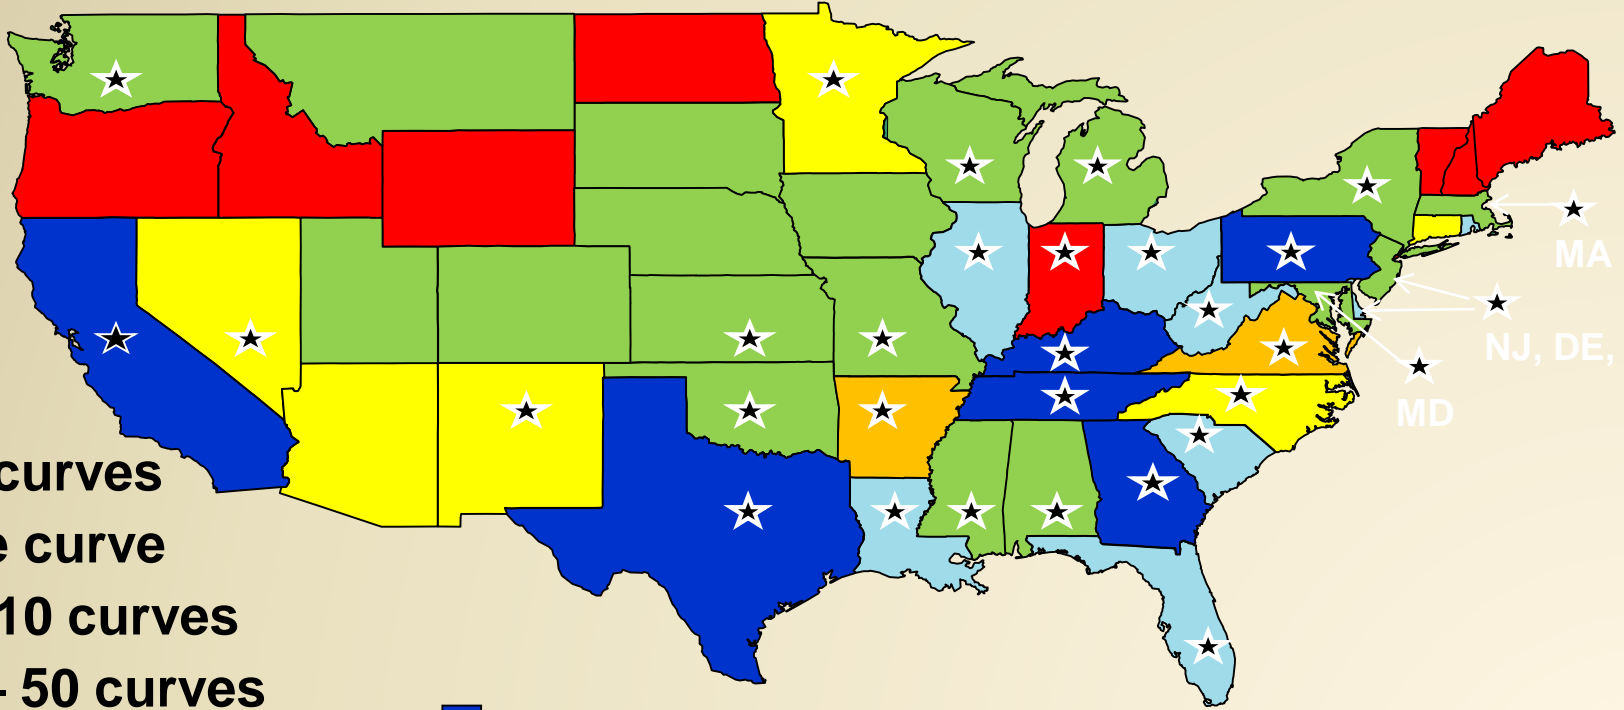 curves
curve
10 curves
- 50 curves
MA
NJ, DE,
MD